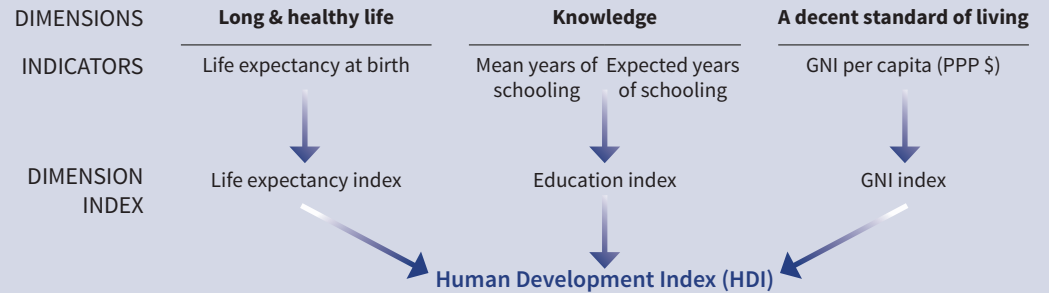 DIMENSIONS Long & healthy life Knowledge A decent standard of living
INDICATORS Life expectancy at birth Mean years of Expected years GNI per capita (PPP $)
schooling of schooling
DIMENSION Life expectancy index Education index GNI index
INDEX
Human Development Index (HDI)